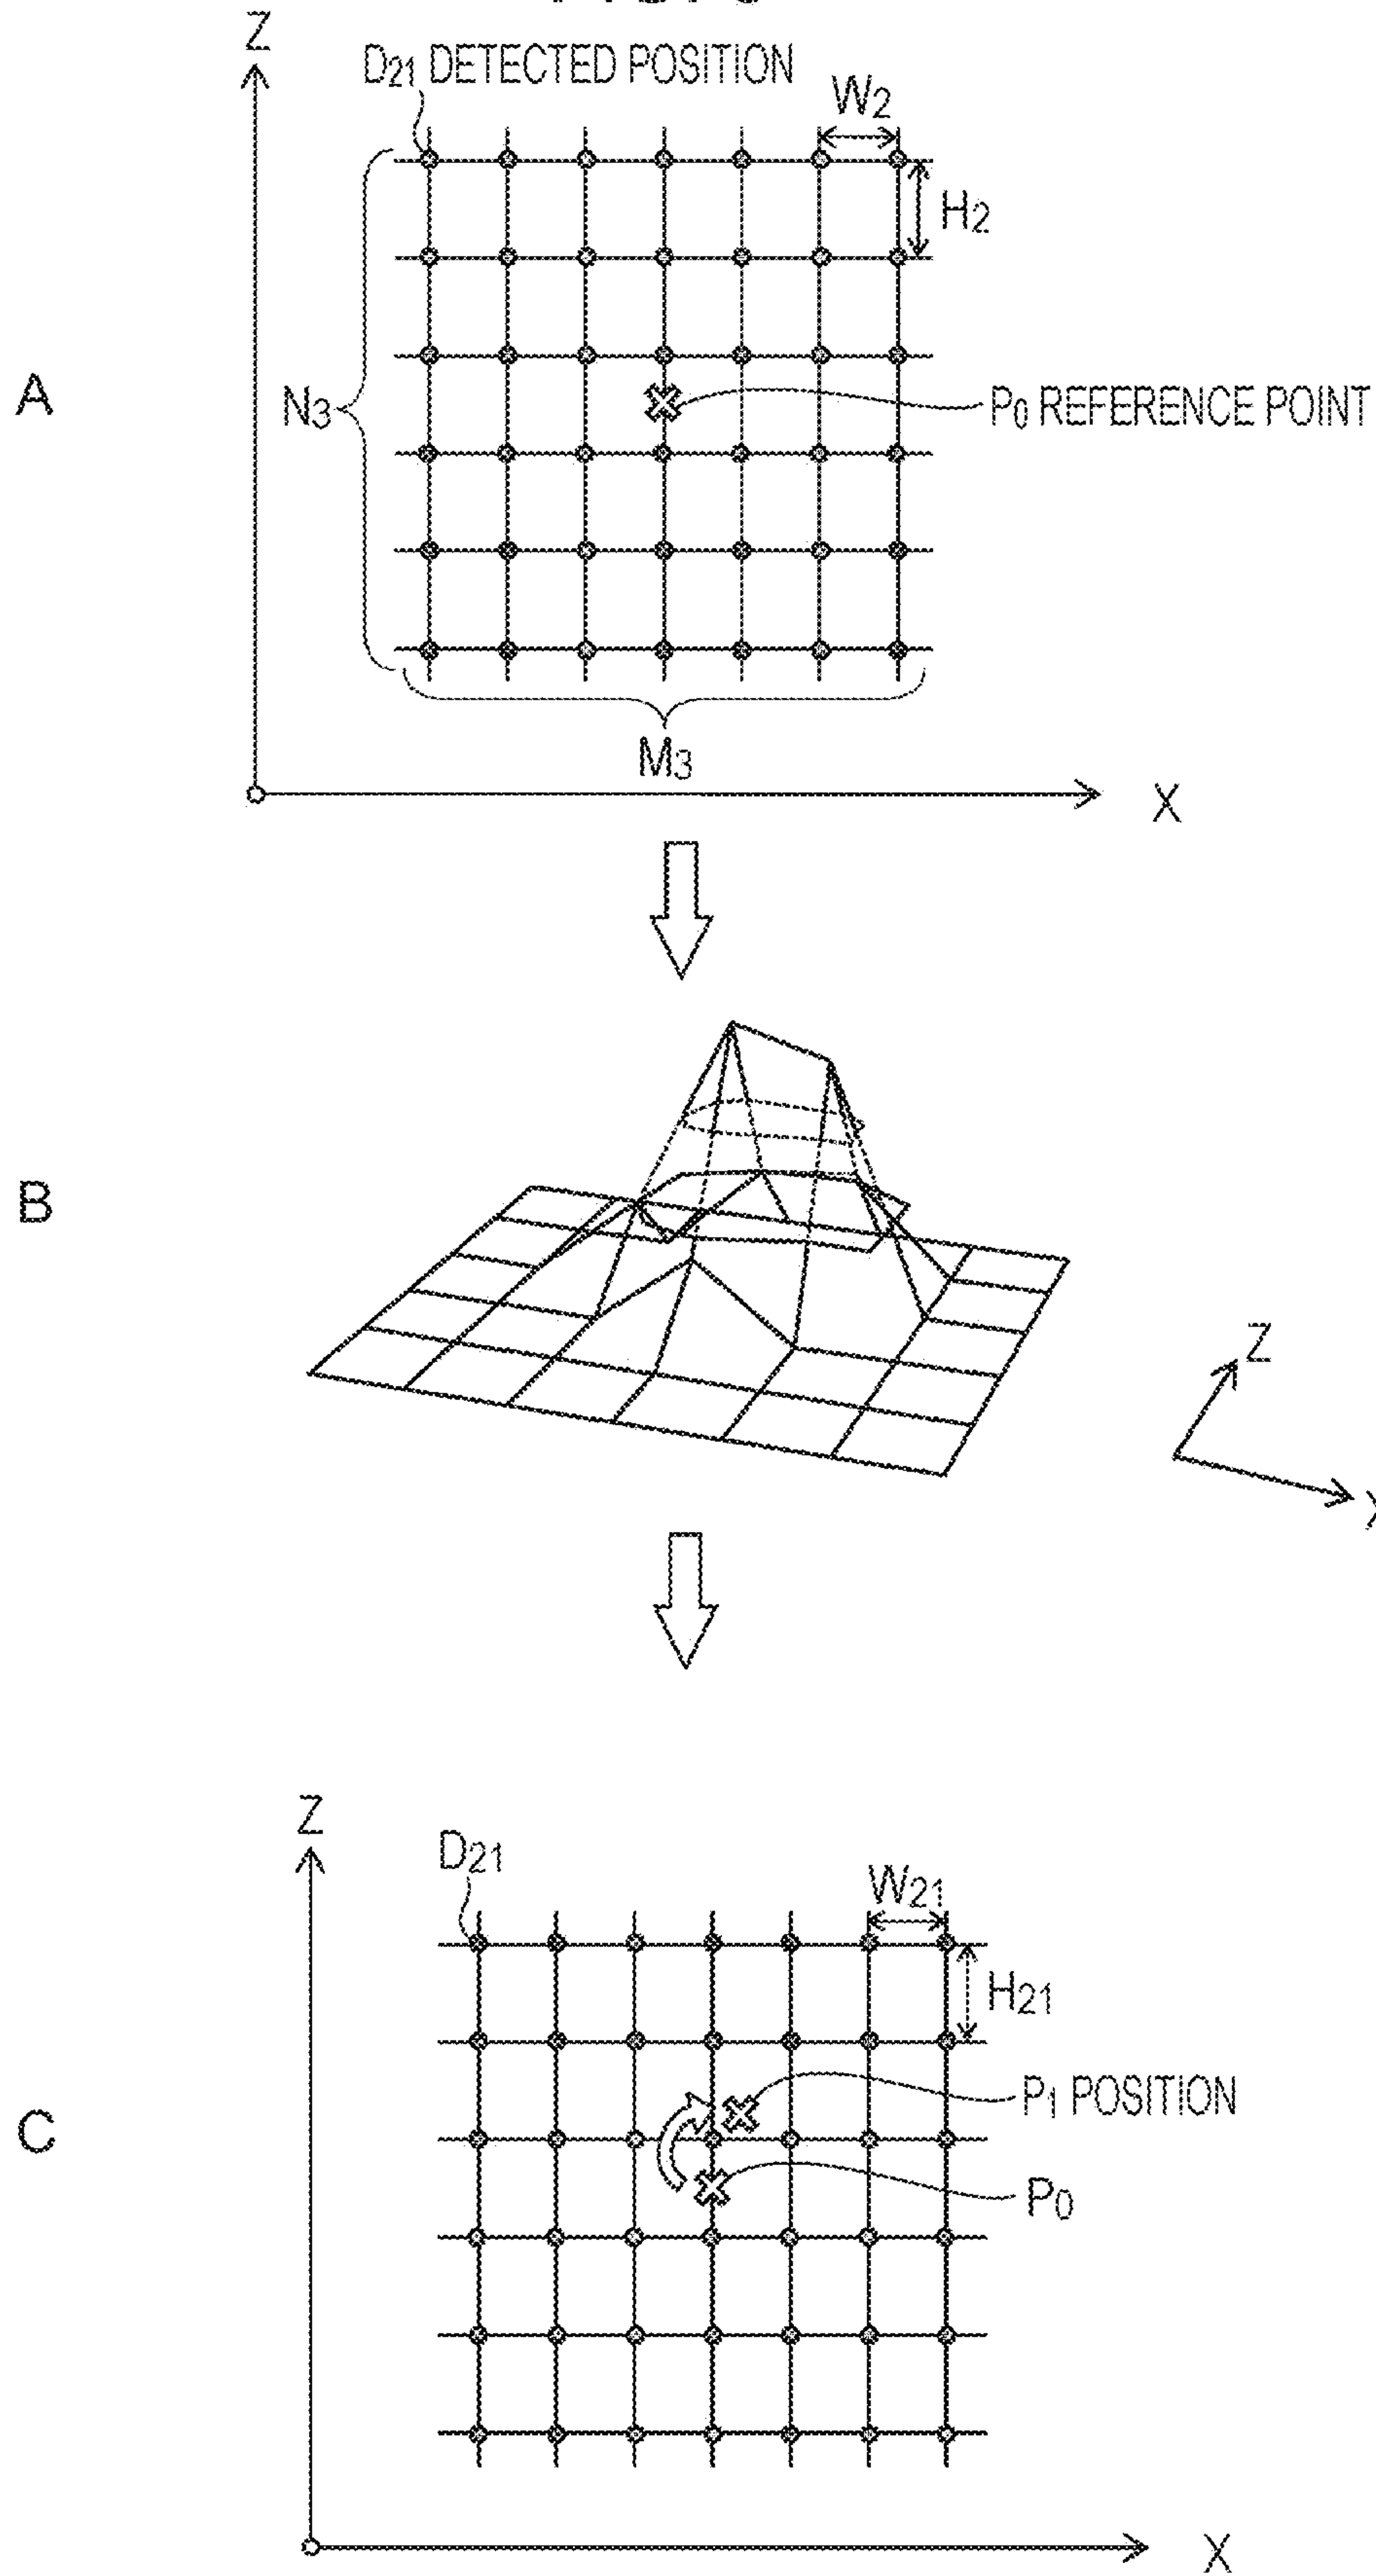 Z
D21 DETECTED POSITION
W2
H2
A
N3
P0 REFERENCE POINT
M3
X
B
Z
Z
D21
W21
H21
P1 POSITION
C
P0
X